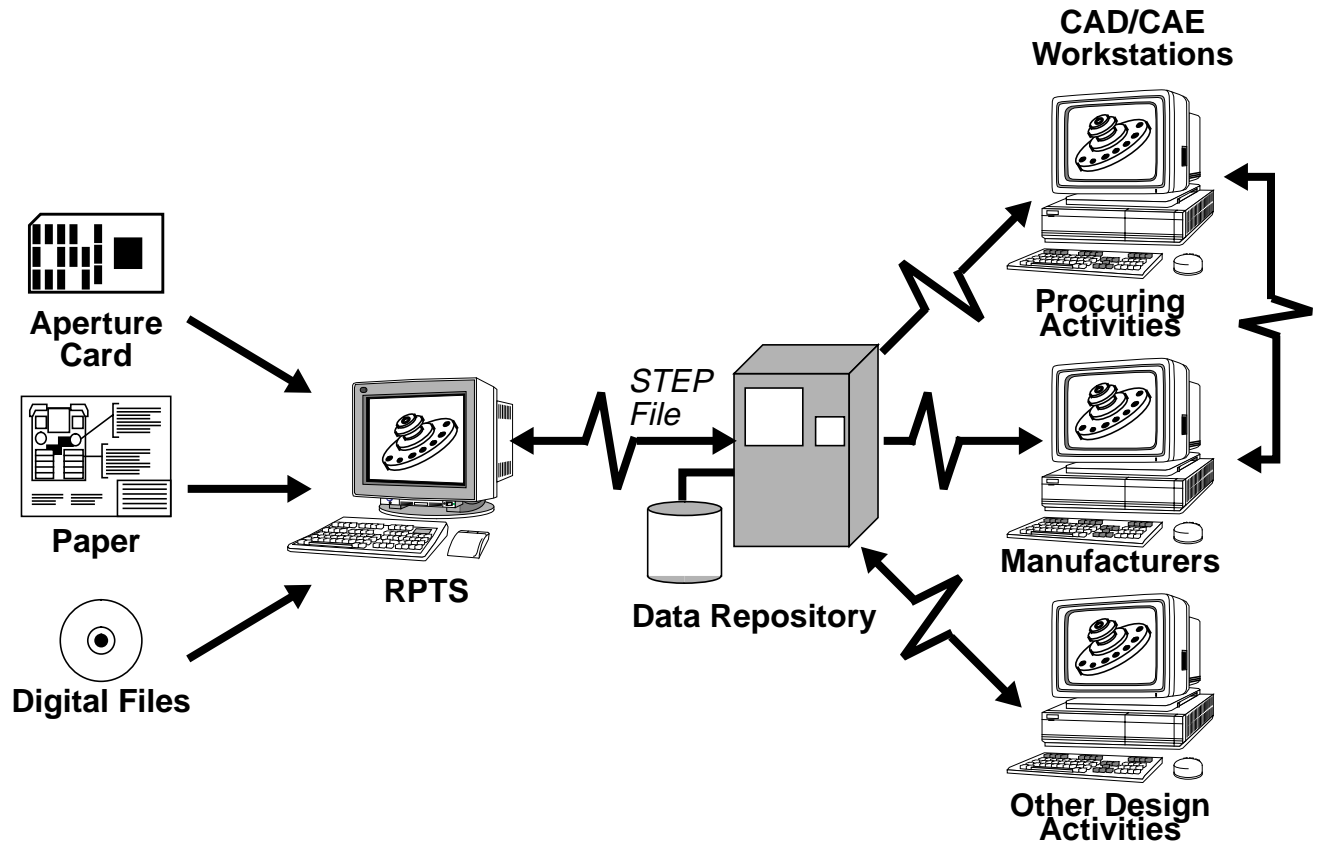 CAD/CAE
Workstations
Aperture
Card
Paper
Digital Files
RPTS
STEP
File
Data Repository
Procuring
Activities
Manufacturers
Other Design
Activities